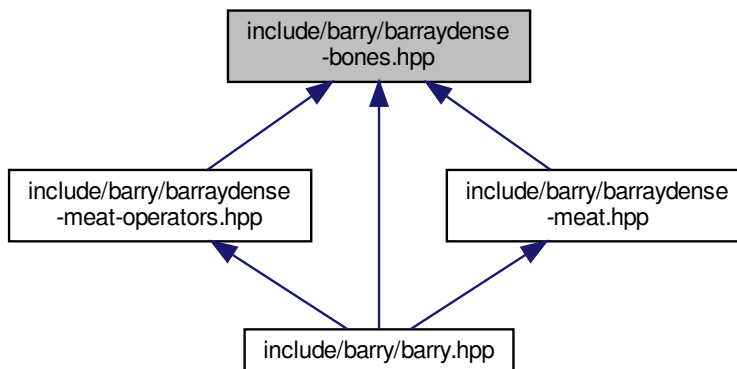 include/barry/barraydense
-bones.hpp
include/barry/barraydense
-meat-operators.hpp
include/barry/barraydense
-meat.hpp
include/barry/barry.hpp